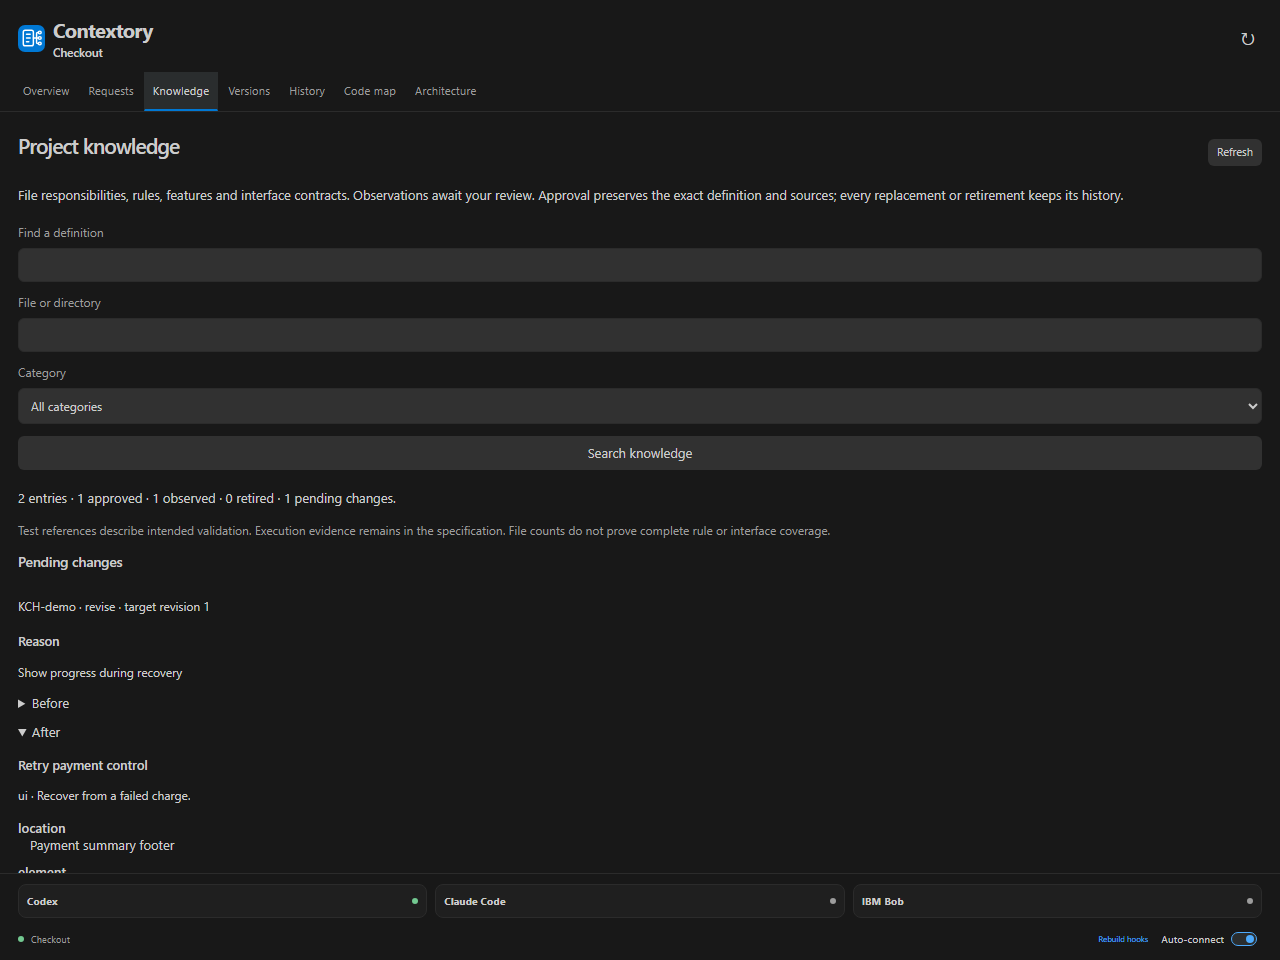 Contextory
Checkout
↻
Overview Requests Knowledge Versions History Code map Architecture
Project knowledge
Refresh
File responsibilities, rules, features and interface contracts. Observations await your review. Approval preserves the exact definition and sources; every replacement or retirement keeps its history.
Find a definition
File or directory
Category
All categories
Search knowledge
2 entries · 1 approved · 1 observed · 0 retired · 1 pending changes.
Test references describe intended validation. Execution evidence remains in the specification. File counts do not prove complete rule or interface coverage.
Pending changes
KCH-demo · revise · target revision 1
Reason
Show progress during recovery
▶ Before
▼ After
Retry payment control
ui · Recover from a failed charge.
location
Payment summary footer
element
Codex Claude Code IBM Bob
Checkout Rebuild hooks Auto-connect